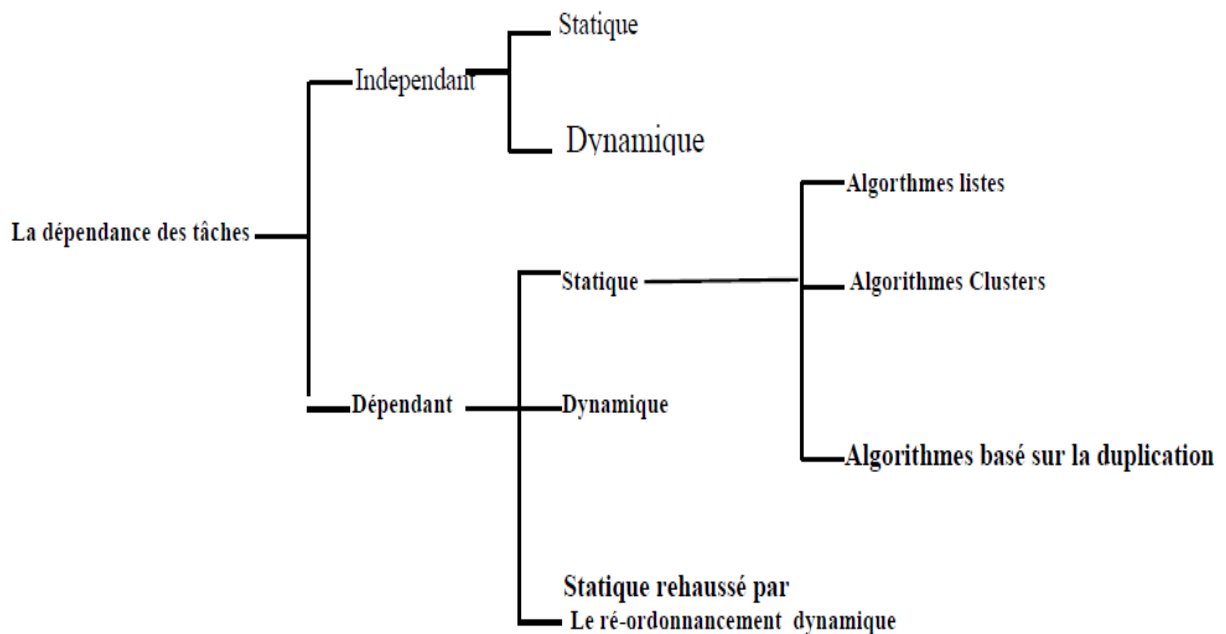 Statique
Independant
Dynamique
Algorthmes listes
La dépendance des tâches
Statique
Algorithmes Clusters
Dépendant
Dynamique
Algorithmes basé sur la duplication
Statique rehaussé par
Le ré-ordonnancement dynamique